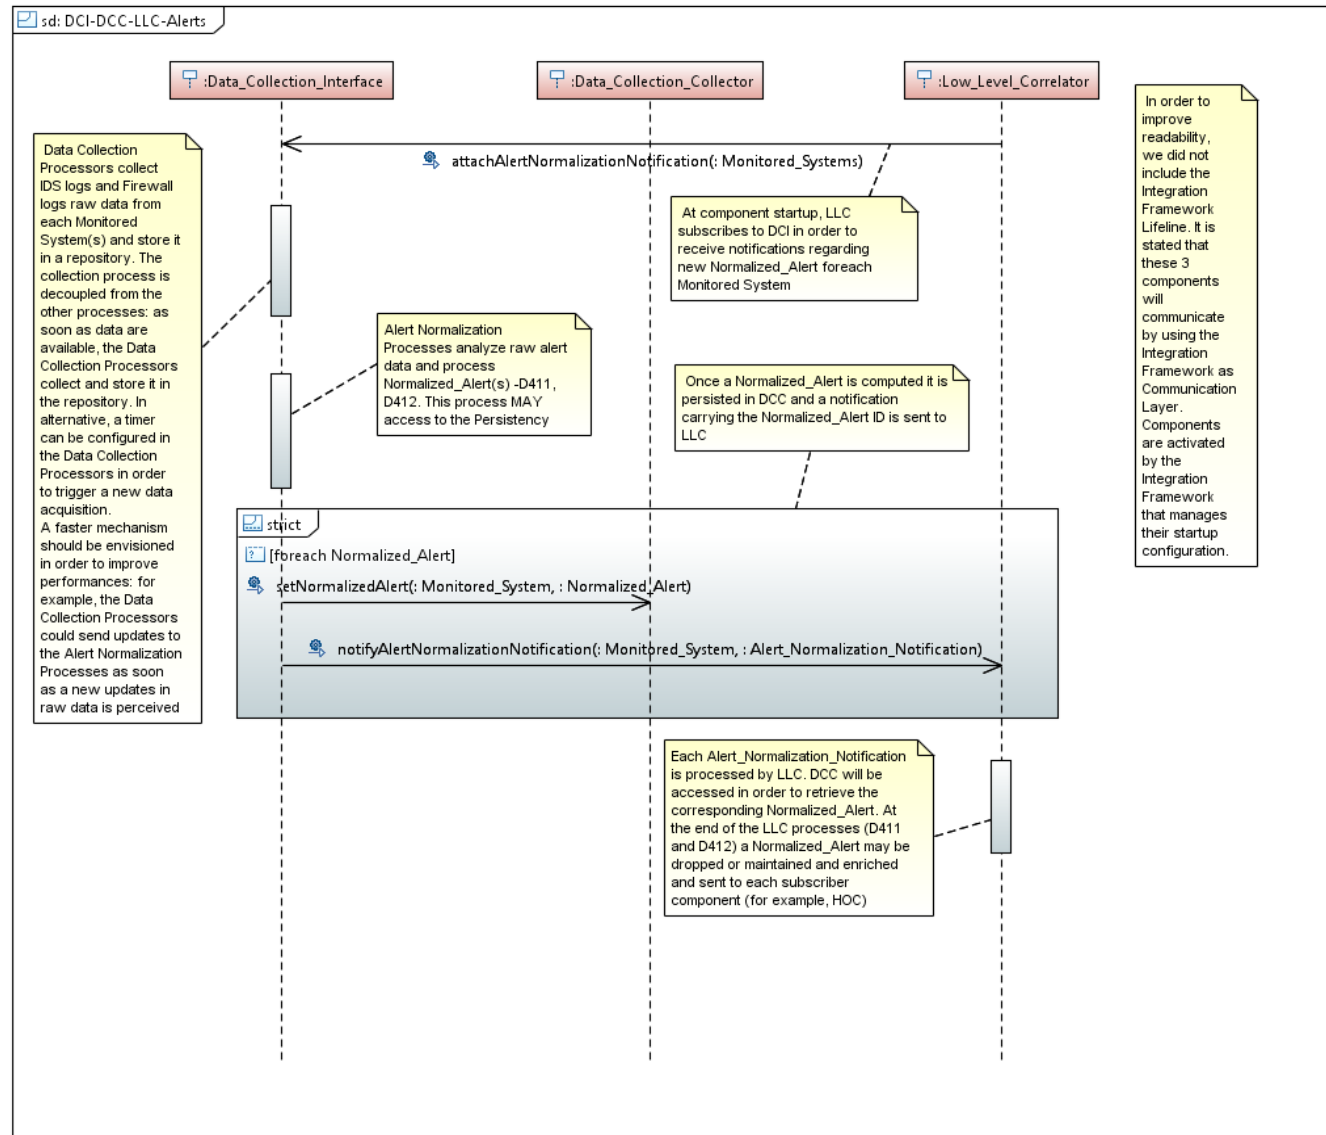 sd: DCI-DCC-LLC-Alerts
:Data_Collection_Interface
:Data_Collection_Collector
:Low_Level_Correlator
In order to
improve
readability,
we did not
include the
Integration
Framework
Lifeline. It is
stated that
these 3
components
will
communicate
by using the
Integration
Framework as
Communication
Layer.
Components
are activated
by the
Integration
Framework
that manages
their startup
configuration.
Data Collection
Processors collect
IDS logs and Firewall
logs raw data from
each Monitored
System(s) and store it
in a repository. The
collection process is
decoupled from the
other processes: as
soon as data are
available, the Data
Collection Processors
collect and store it in
the repository. In
alternative, a timer
can be configured in
the Data Collection
Processors in order
to trigger a new data
acquisition.
A faster mechanism
should be envisioned
in order to improve
performances: for
example, the Data
Collection Processors
could send updates to
the Alert Normalization
Processes as soon
as a new updates in
raw data is perceived
attachAlertNormalizationNotification(: Monitored_Systems)
At component startup, LLC
subscribes to DCI in order to
receive notifications regarding
new Normalized_Alert foreach
Monitored System
Alert Normalization
Processes analyze raw alert
data and process
Normalized_Alert(s) -D411,
D412. This process MAY
access to the Persistency
Once a Normalized_Alert is computed it is
persisted in DCC and a notification
carrying the Normalized_Alert ID is sent to
LLC
strict
[foreach Normalized_Alert]
setNormalizedAlert(: Monitored_System, : Normalized_Alert)
notifyAlertNormalizationNotification(: Monitored_System, : Alert_Normalization_Notification)
Each Alert_Normalization_Notification
is processed by LLC. DCC will be
accessed in order to retrieve the
corresponding Normalized_Alert. At
the end of the LLC processes (D411
and D412) a Normalized_Alert may be
dropped or maintained and enriched
and sent to each subscriber
component (for example, HOC)